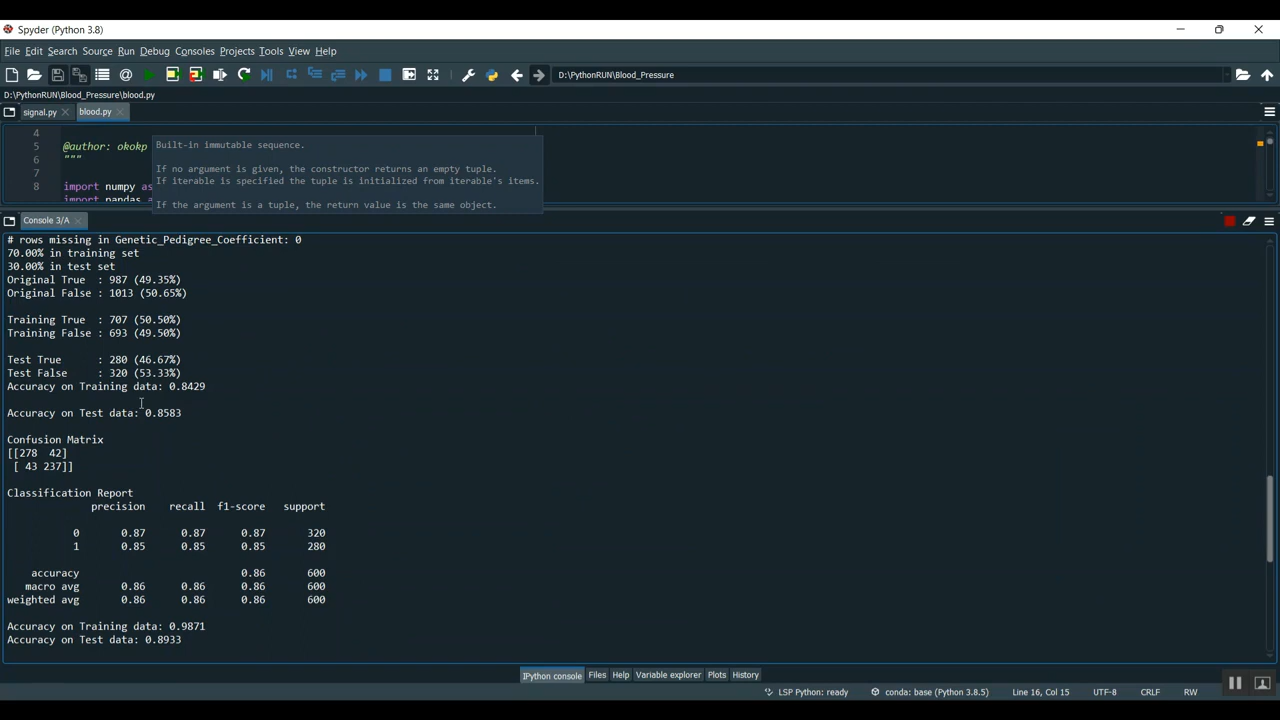 Spyder (Python 3.8)
File Edit Search Source Run Debug Consoles Projects Tools View Help
D:\PythonRUN\Blood_Pressure
D:\PythonRUN\Blood_Pressure\blood.py
signal.py blood.py
4
5 @author: okokp
6 """
7
8 import numpy as
import pandas
Built-in immutable sequence.
If no argument is given, the constructor returns an empty tuple.
If iterable is specified the tuple is initialized from iterable's items.
If the argument is a tuple, the return value is the same object.
Console 3/A
# rows missing in Genetic_Pedigree_Coefficient: 0
70.00% in training set
30.00% in test set
Original True  : 987 (49.35%)
Original False : 1013 (50.65%)
Training True  : 707 (50.50%)
Training False : 693 (49.50%)
Test True      : 280 (46.67%)
Test False     : 320 (53.33%)
Accuracy on Training data: 0.8429
Accuracy on Test data: 0.8583
Confusion Matrix
[[278  42]
 [ 43 237]]
Classification Report
precision recall f1-score support
0 0.87 0.87 0.87 320
1 0.85 0.85 0.85 280
accuracy 0.86 600
macro avg 0.86 0.86 0.86 600
weighted avg 0.86 0.86 0.86 600
Accuracy on Training data: 0.9871
Accuracy on Test data: 0.8933
IPython console Files Help Variable explorer Plots History
LSP Python: ready conda: base (Python 3.8.5) Line 16, Col 15 UTF-8 CRLF RW